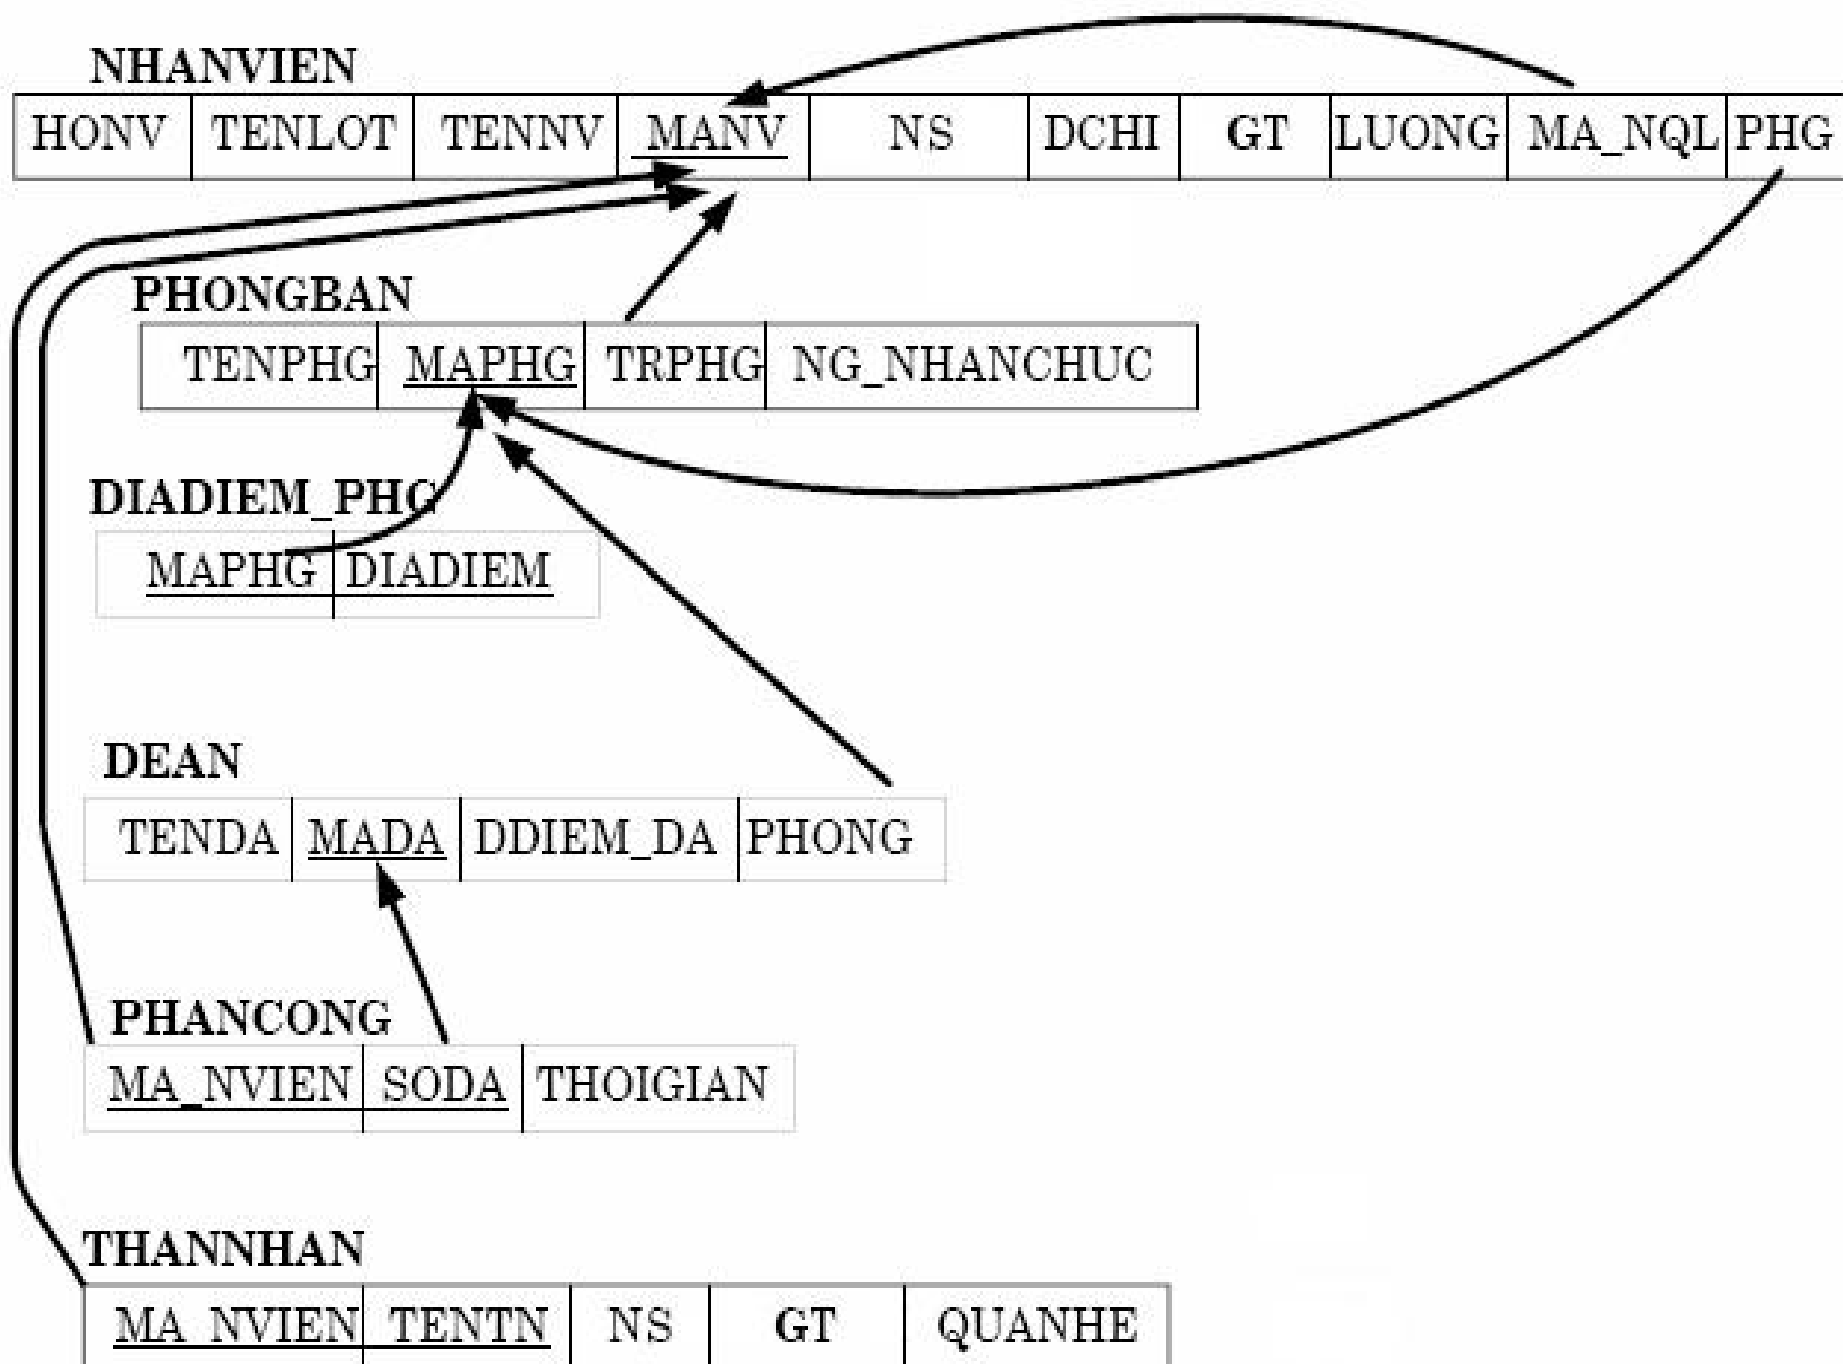 NHANVIEN
HONV TENLOT TENNV MANV NS DCHI GT LUONG MA_NQL PHG
PHONGBAN
TENPHG MAPHG TRPHG NG_NHANCHUC
DIADIEM_PHG
MAPHG DIADIEM
DEAN
TENDA MADA DDIEM_DA PHONG
PHANCONG
MA_NVIEN SODA THOIGIAN
THANNHAN
MA_NVIEN TENTN NS GT QUANHE